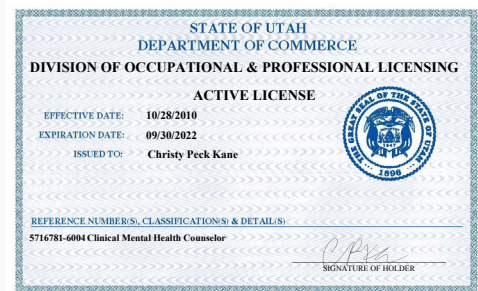 STATE OF UTAH
DEPARTMENT OF COMMERCE
DIVISION OF OCCUPATIONAL & PROFESSIONAL LICENSING
ACTIVE LICENSE
EFFECTIVE DATE: 10/28/2010
EXPIRATION DATE: 09/30/2022
ISSUED TO: Christy Peck Kane
THE GREAT SEAL OF THE STATE OF UTAH
1847
1896
REFERENCE NUMBER(S), CLASSIFICATION(S) & DETAIL(S)
5716781-6004 Clinical Mental Health Counselor
SIGNATURE OF HOLDER